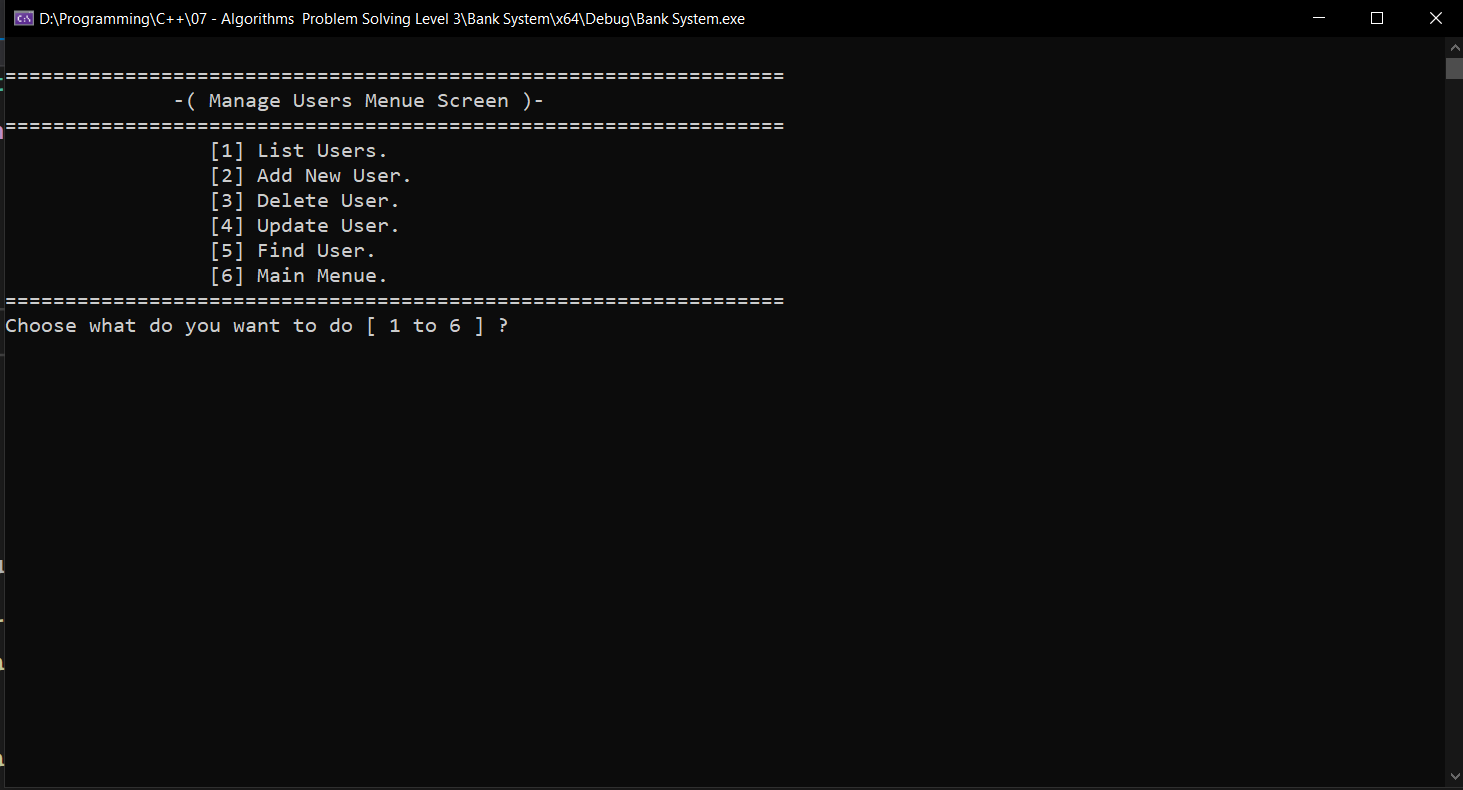 D:\Programming\C++\07 - Algorithms  Problem Solving Level 3\Bank System\x64\Debug\Bank System.exe
=================================================================
-( Manage Users Menue Screen )-
=================================================================
[1] List Users.
[2] Add New User.
[3] Delete User.
[4] Update User.
[5] Find User.
[6] Main Menue.
=================================================================
Choose what do you want to do [ 1 to 6 ] ?